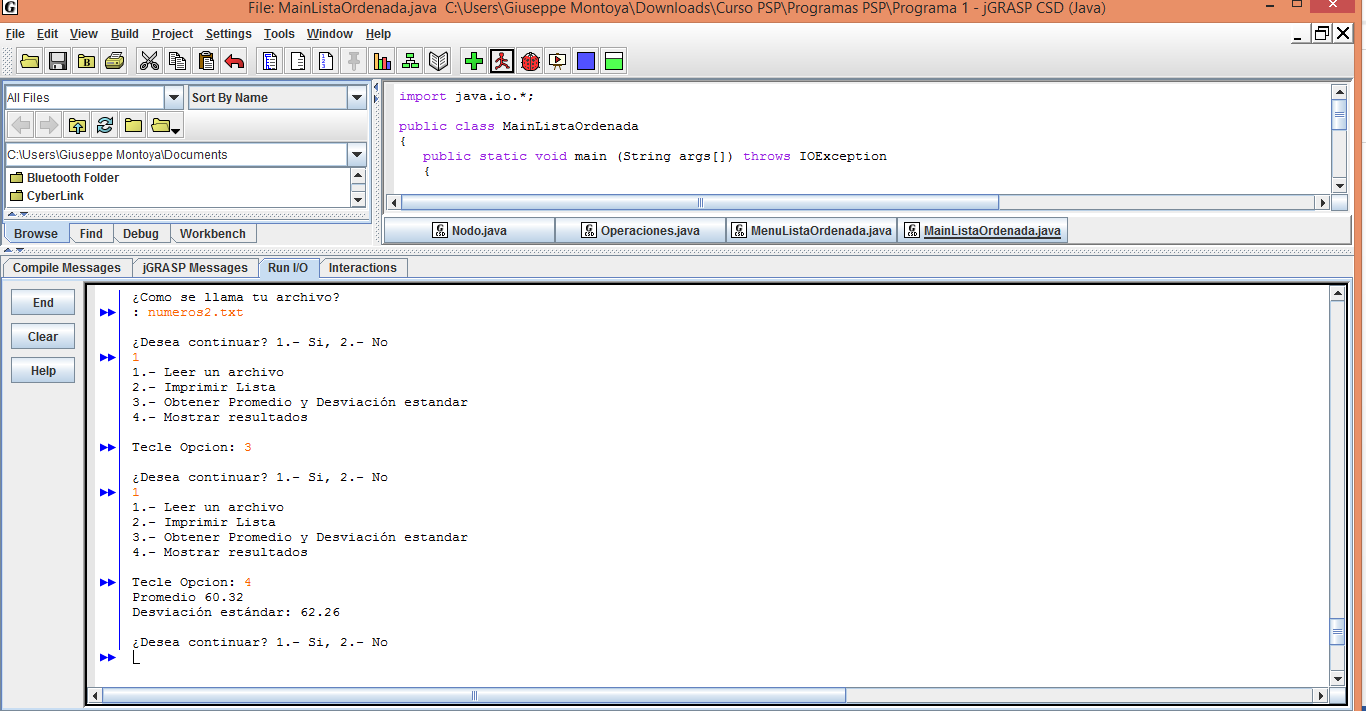 File: MainListaOrdenada.java  C:\Users\Giuseppe Montoya\Downloads\Curso PSP\Programas PSP\Programa 1 - jGRASP CSD (Java)
File Edit View Build Project Settings Tools Window Help
All Files
Sort By Name
C:\Users\Giuseppe Montoya\Documents
Bluetooth Folder
CyberLink
Browse Find Debug Workbench
import java.io.*;
public class MainListaOrdenada
{
public static void main (String args[]) throws IOException
{
Nodo.java Operaciones.java MenuListaOrdenada.java MainListaOrdenada.java
Compile Messages jGRASP Messages Run I/O Interactions
End
Clear
Help
¿Como se llama tu archivo?
: numeros2.txt
¿Desea continuar? 1.- Si, 2.- No
1
1.- Leer un archivo
2.- Imprimir Lista
3.- Obtener Promedio y Desviación estandar
4.- Mostrar resultados
Tecle Opcion: 3
¿Desea continuar? 1.- Si, 2.- No
1
1.- Leer un archivo
2.- Imprimir Lista
3.- Obtener Promedio y Desviación estandar
4.- Mostrar resultados
Tecle Opcion: 4
Promedio 60.32
Desviación estándar: 62.26
¿Desea continuar? 1.- Si, 2.- No